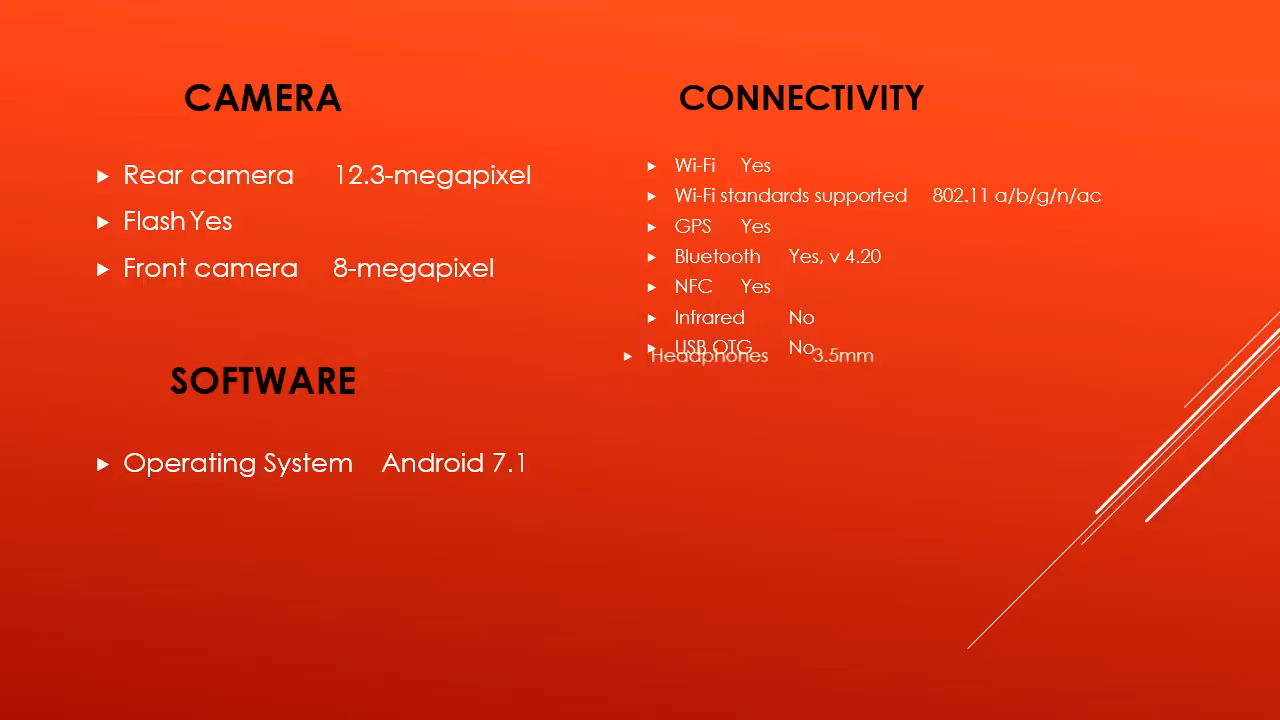 CAMERA
Rear camera 12.3-megapixel
Flash Yes
Front camera 8-megapixel
SOFTWARE
Operating System Android 7.1
CONNECTIVITY
Wi-Fi Yes
Wi-Fi standards supported 802.11 a/b/g/n/ac
GPS Yes
Bluetooth Yes, v 4.20
NFC Yes
Infrared No
USB OTG No
Headphones 3.5mm